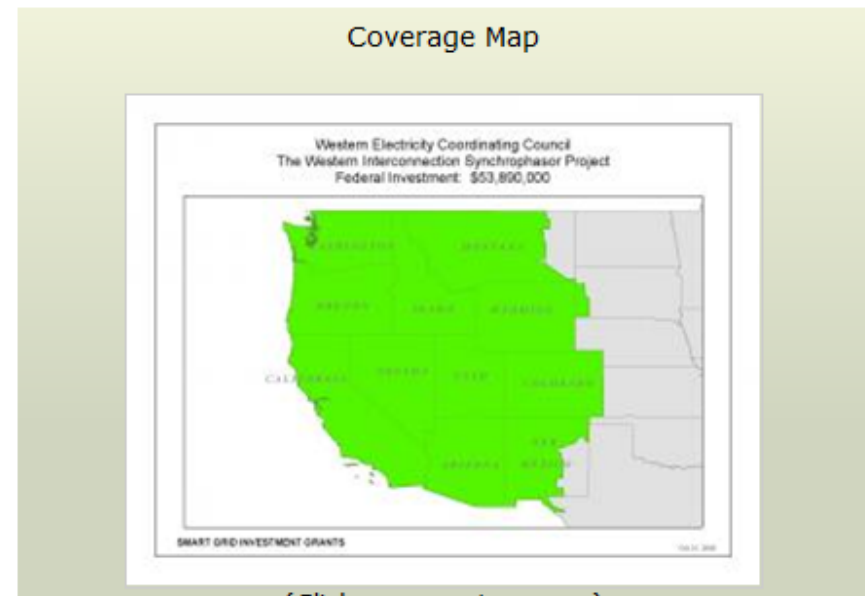 Coverage Map
Western Electricity Coordinating Council
The Western Interconnection Synchrophasor Project
Federal Investment: $53,890,000
WASHINGTON
MONTANA
OREGON
IDAHO
WYOMING
CALIFORNIA
NEVADA
UTAH
COLORADO
ARIZONA
NEW
MEXICO
SMART GRID INVESTMENT GRANTS